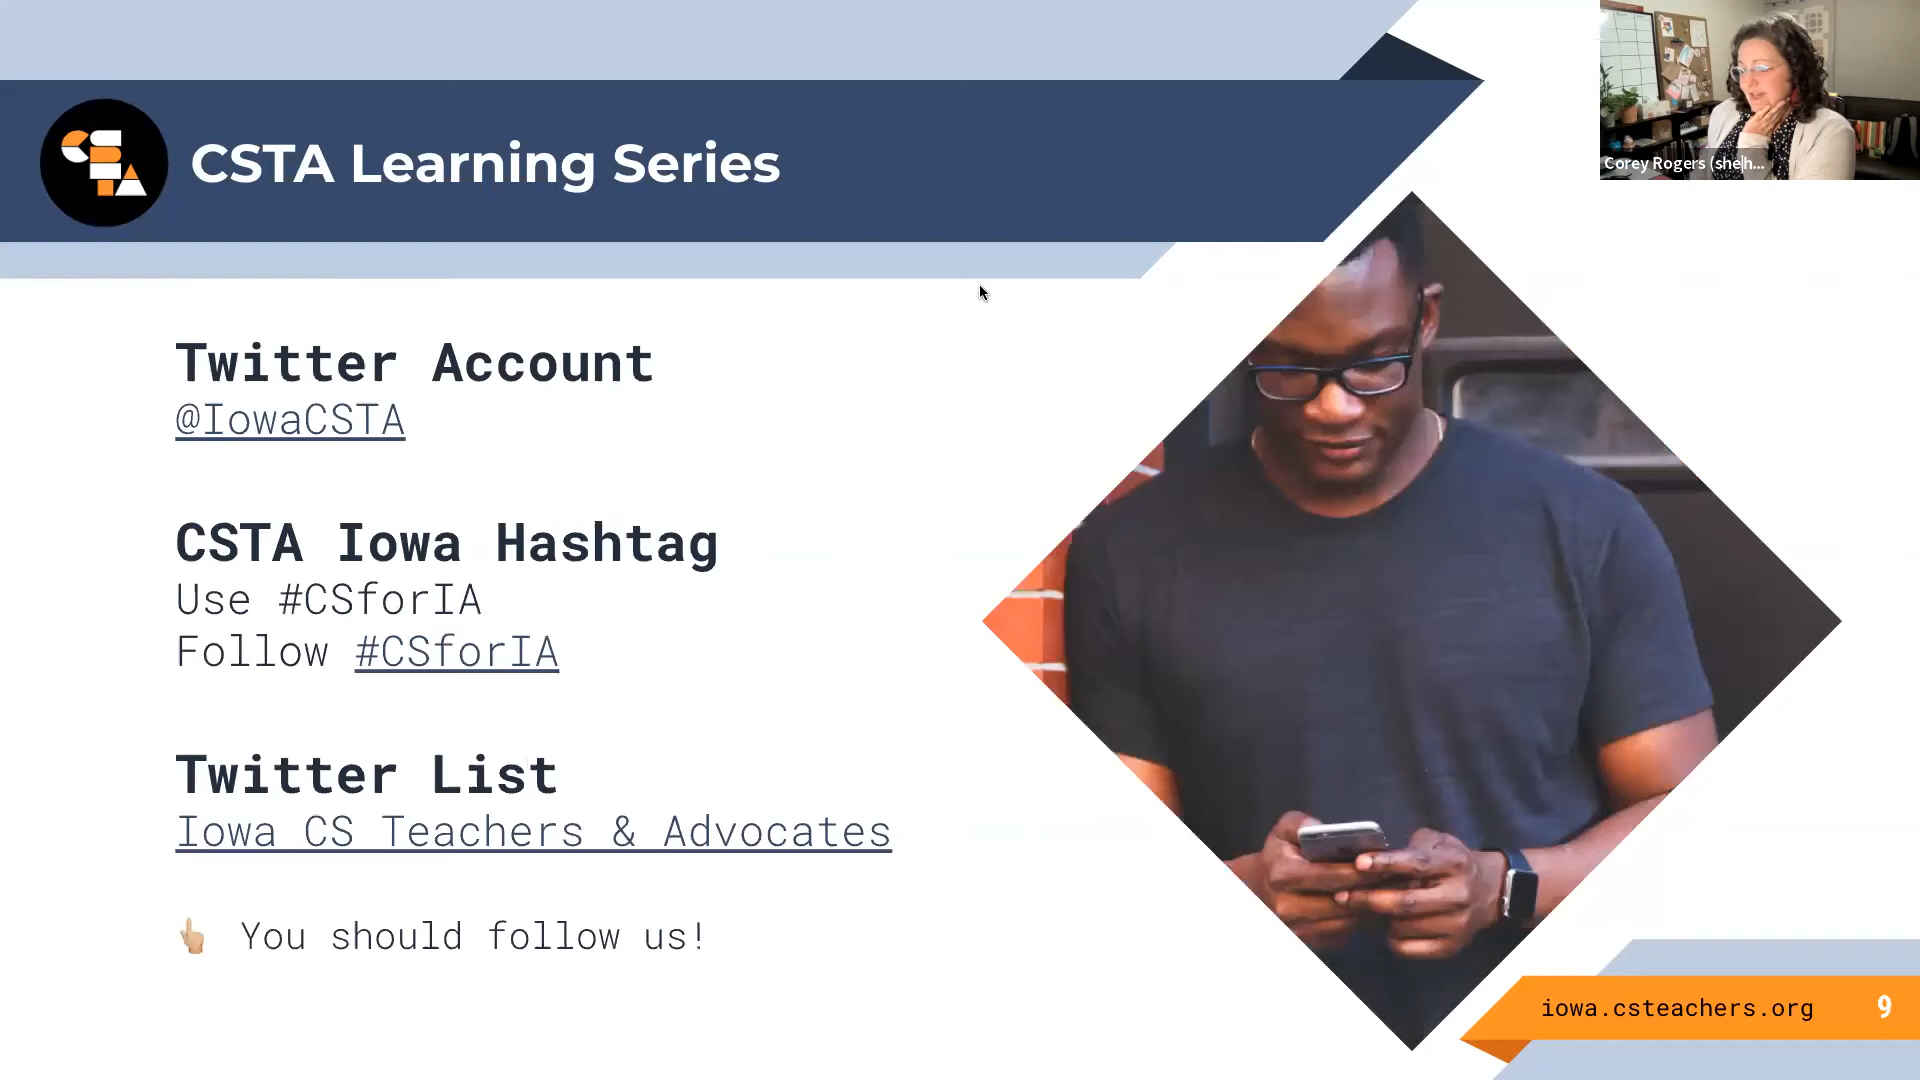 CSTA
CSTA Learning Series
Corey Rogers (she|h...
Twitter Account
@IowaCSTA
CSTA Iowa Hashtag
Use #CSforIA
Follow #CSforIA
Twitter List
Iowa CS Teachers & Advocates
You should follow us!
iowa.csteachers.org
9